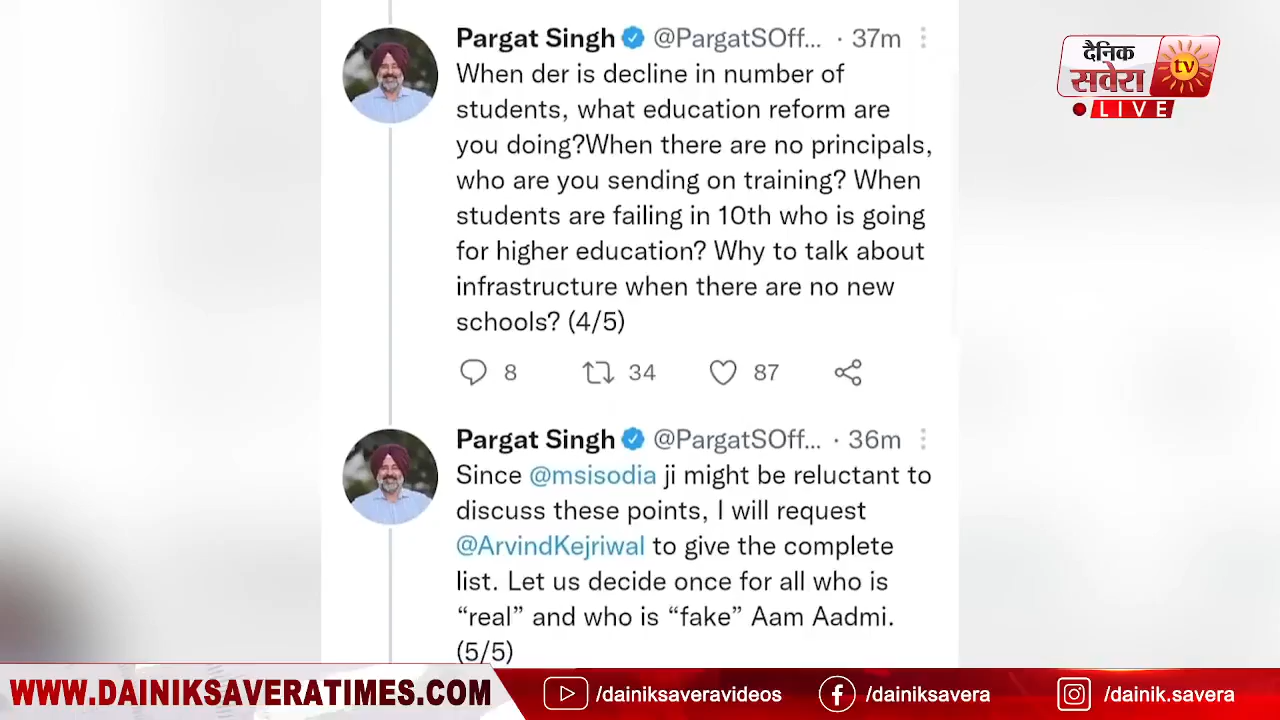 Pargat Singh @PargatSOff... · 37m
When der is decline in number of
students, what education reform are
you doing?When there are no principals,
who are you sending on training? When
students are failing in 10th who is going
for higher education? Why to talk about
infrastructure when there are no new
schools? (4/5)
8 34 87
Pargat Singh @PargatSOff... · 36m
Since @msisodia ji might be reluctant to
discuss these points, I will request
@ArvindKejriwal to give the complete
list. Let us decide once for all who is
“real” and who is “fake” Aam Aadmi.
(5/5)
दैनिक
सवेरा tv
LIVE
WWW.DAINIKSAVERATIMES.COM /dainiksaveravideos /dainiksavera /dainik.savera